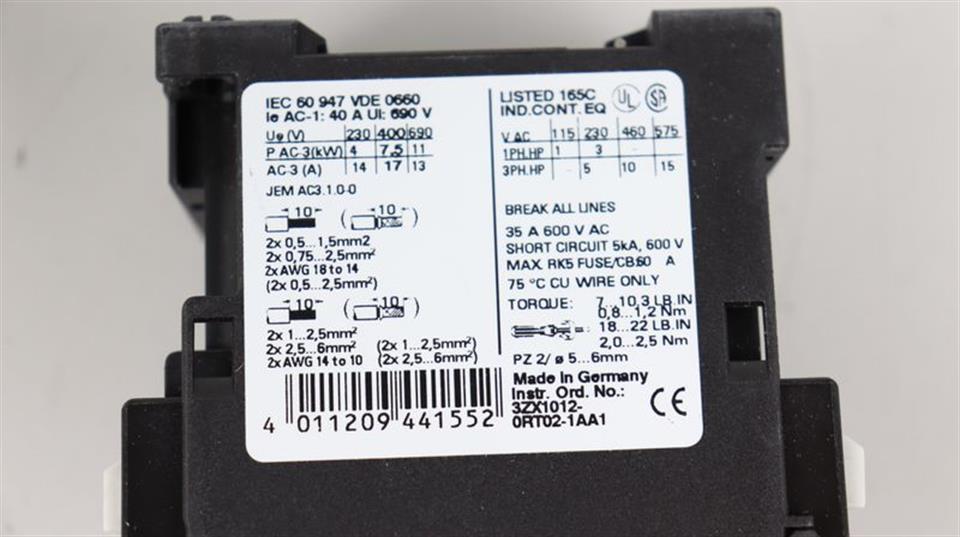 IEC 60 947 VDE 0660
Ie AC-1: 40 A UI: 690 V
Ue (V) 230 400 690
P AC-3(kW) 4 7,5 11
AC-3 (A) 14 17 13
JEM AC3.1.0-0
10 ( 10 )
2x 0,5...1,5mm2
2x 0,75...2,5mm²
2x AWG 18 to 14
(2x 0,5...2,5mm²)
10 ( 10 )
2x 1...2,5mm²
2x 2,5...6mm² (2x 1...2,5mm²)
2x AWG 14 to 10 (2x 2,5...6mm²)
4 011209 441552
LISTED 165C
IND.CONT.EQ
UL SA
V AC 115 230 460 575
1PH.HP 1 3 -
3PH.HP - 5 10 15
BREAK ALL LINES
35 A 600 V AC
SHORT CIRCUIT 5kA, 600 V
MAX. RK5 FUSE/CB:60 A
75 °C CU WIRE ONLY
TORQUE: 7...10,3 LB.IN
0,8...1,2 Nm
18...22 LB.IN
2,0...2,5 Nm
PZ 2/ ø 5...6mm
Made in Germany
Instr. Ord. No.:
3ZX1012-
0RT02-1AA1
CE